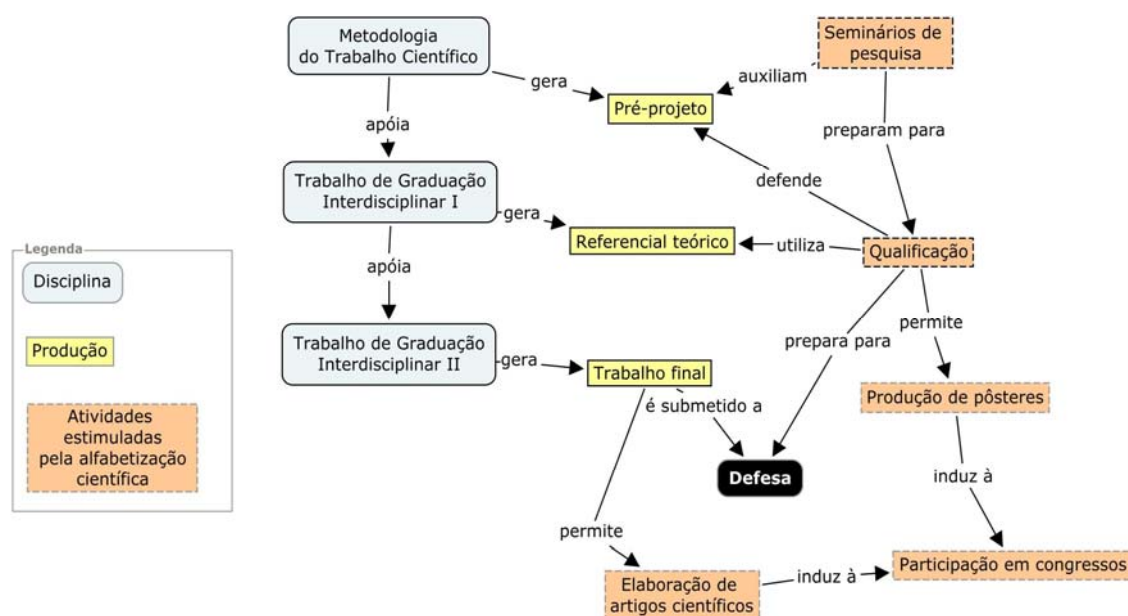 Metodologia
do Trabalho Científico
Seminários de
pesquisa
gera
auxiliam
Pré-projeto
apóia
preparam para
Trabalho de Graduação
Interdisciplinar I
defende
gera
Referencial teórico
utiliza
Qualificação
Legenda
Disciplina
apóia
permite
Trabalho de Graduação
Interdisciplinar II
prepara para
gera
Produção
Trabalho final
Produção de pôsteres
é submetido a
Atividades
estimuladas
pela alfabetização
científica
Defesa
induz à
permite
Participação em congressos
Elaboração de
artigos científicos
induz à